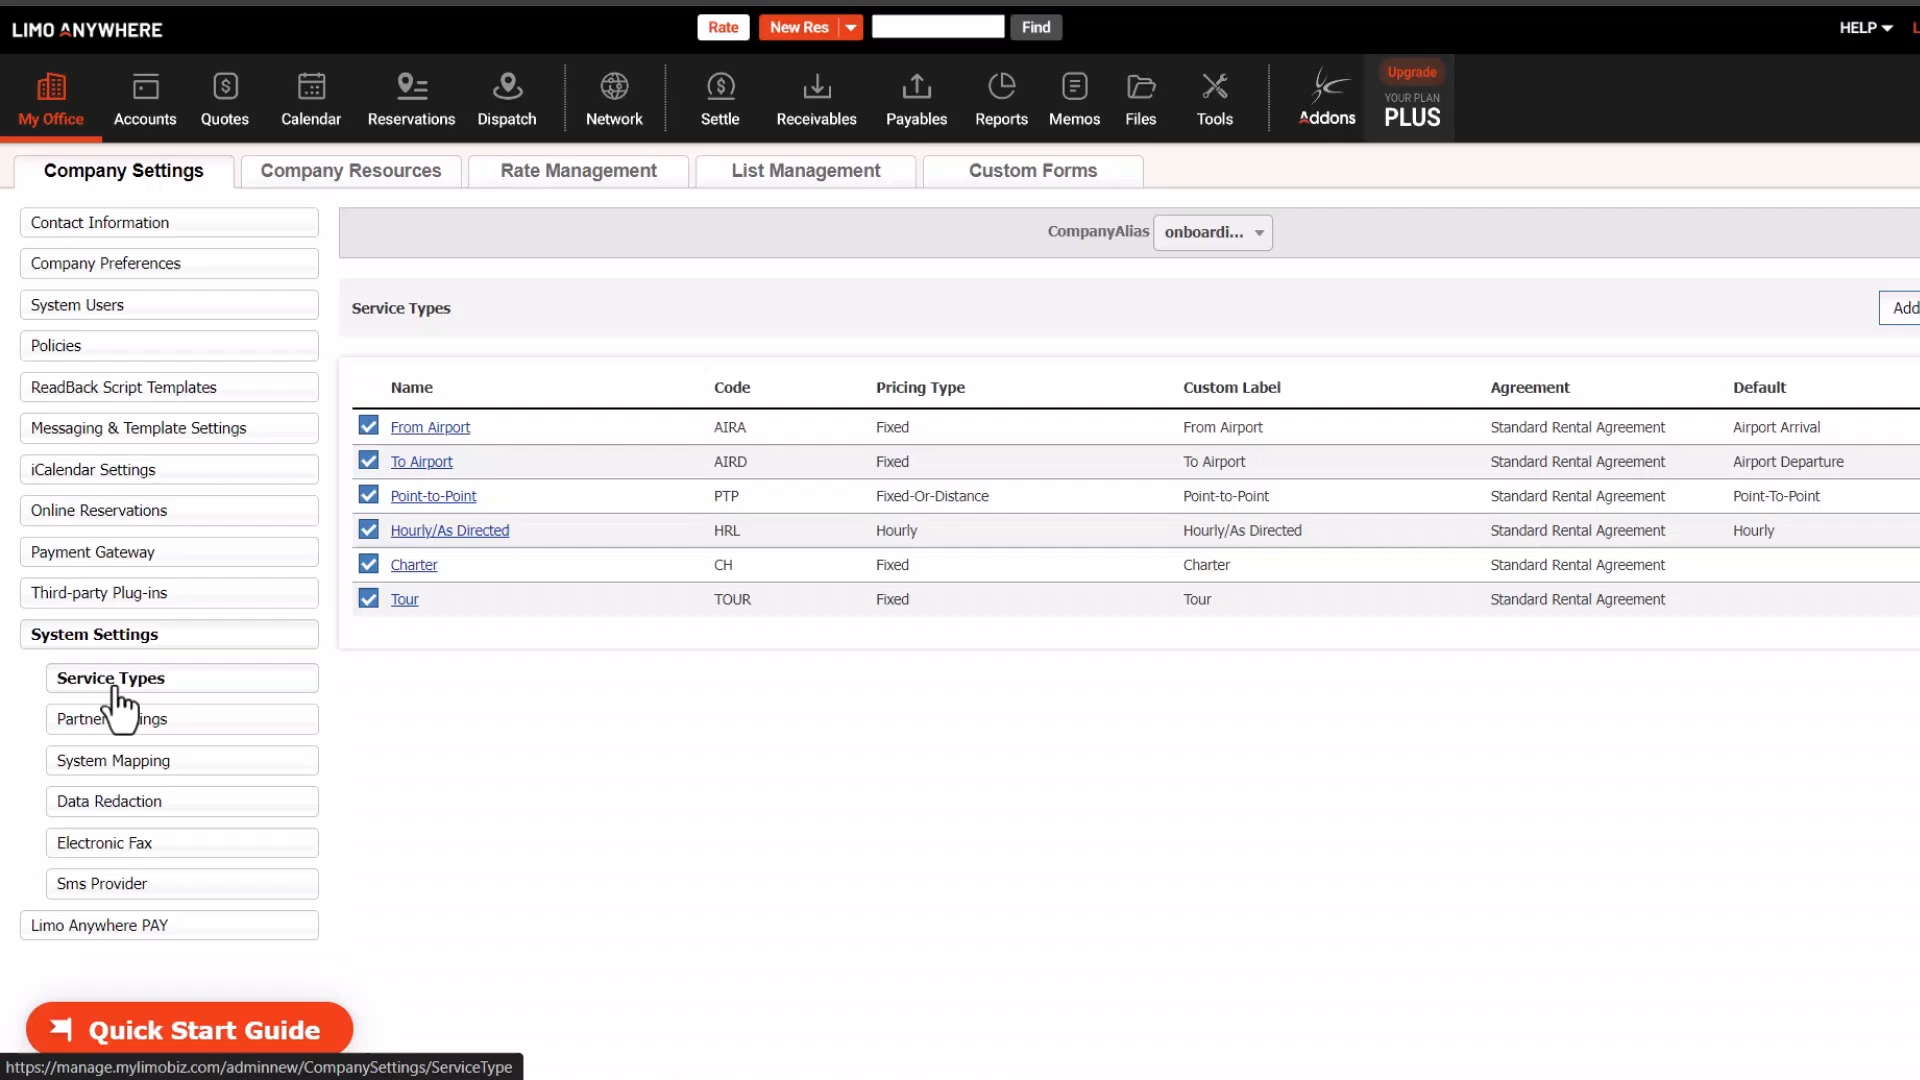 LIMO ANYWHERE
Rate
New Res
Find
HELP
My Office
Accounts
Quotes
Calendar
Reservations
Dispatch
Network
Settle
Receivables
Payables
Reports
Memos
Files
Tools
Addons
Upgrade
YOUR PLAN
PLUS
Company Settings
Company Resources
Rate Management
List Management
Custom Forms
Contact Information
Company Preferences
System Users
Policies
ReadBack Script Templates
Messaging & Template Settings
iCalendar Settings
Online Reservations
Payment Gateway
Third-party Plug-ins
System Settings
Service Types
Partner ings
System Mapping
Data Redaction
Electronic Fax
Sms Provider
Limo Anywhere PAY
Quick Start Guide
CompanyAlias onboardi...
Service Types
Add
Name Code Pricing Type Custom Label Agreement Default
From Airport AIRA Fixed From Airport Standard Rental Agreement Airport Arrival
To Airport AIRD Fixed To Airport Standard Rental Agreement Airport Departure
Point-to-Point PTP Fixed-Or-Distance Point-to-Point Standard Rental Agreement Point-To-Point
Hourly/As Directed HRL Hourly Hourly/As Directed Standard Rental Agreement Hourly
Charter CH Fixed Charter Standard Rental Agreement
Tour TOUR Fixed Tour Standard Rental Agreement
https://manage.mylimobiz.com/adminnew/CompanySettings/ServiceType